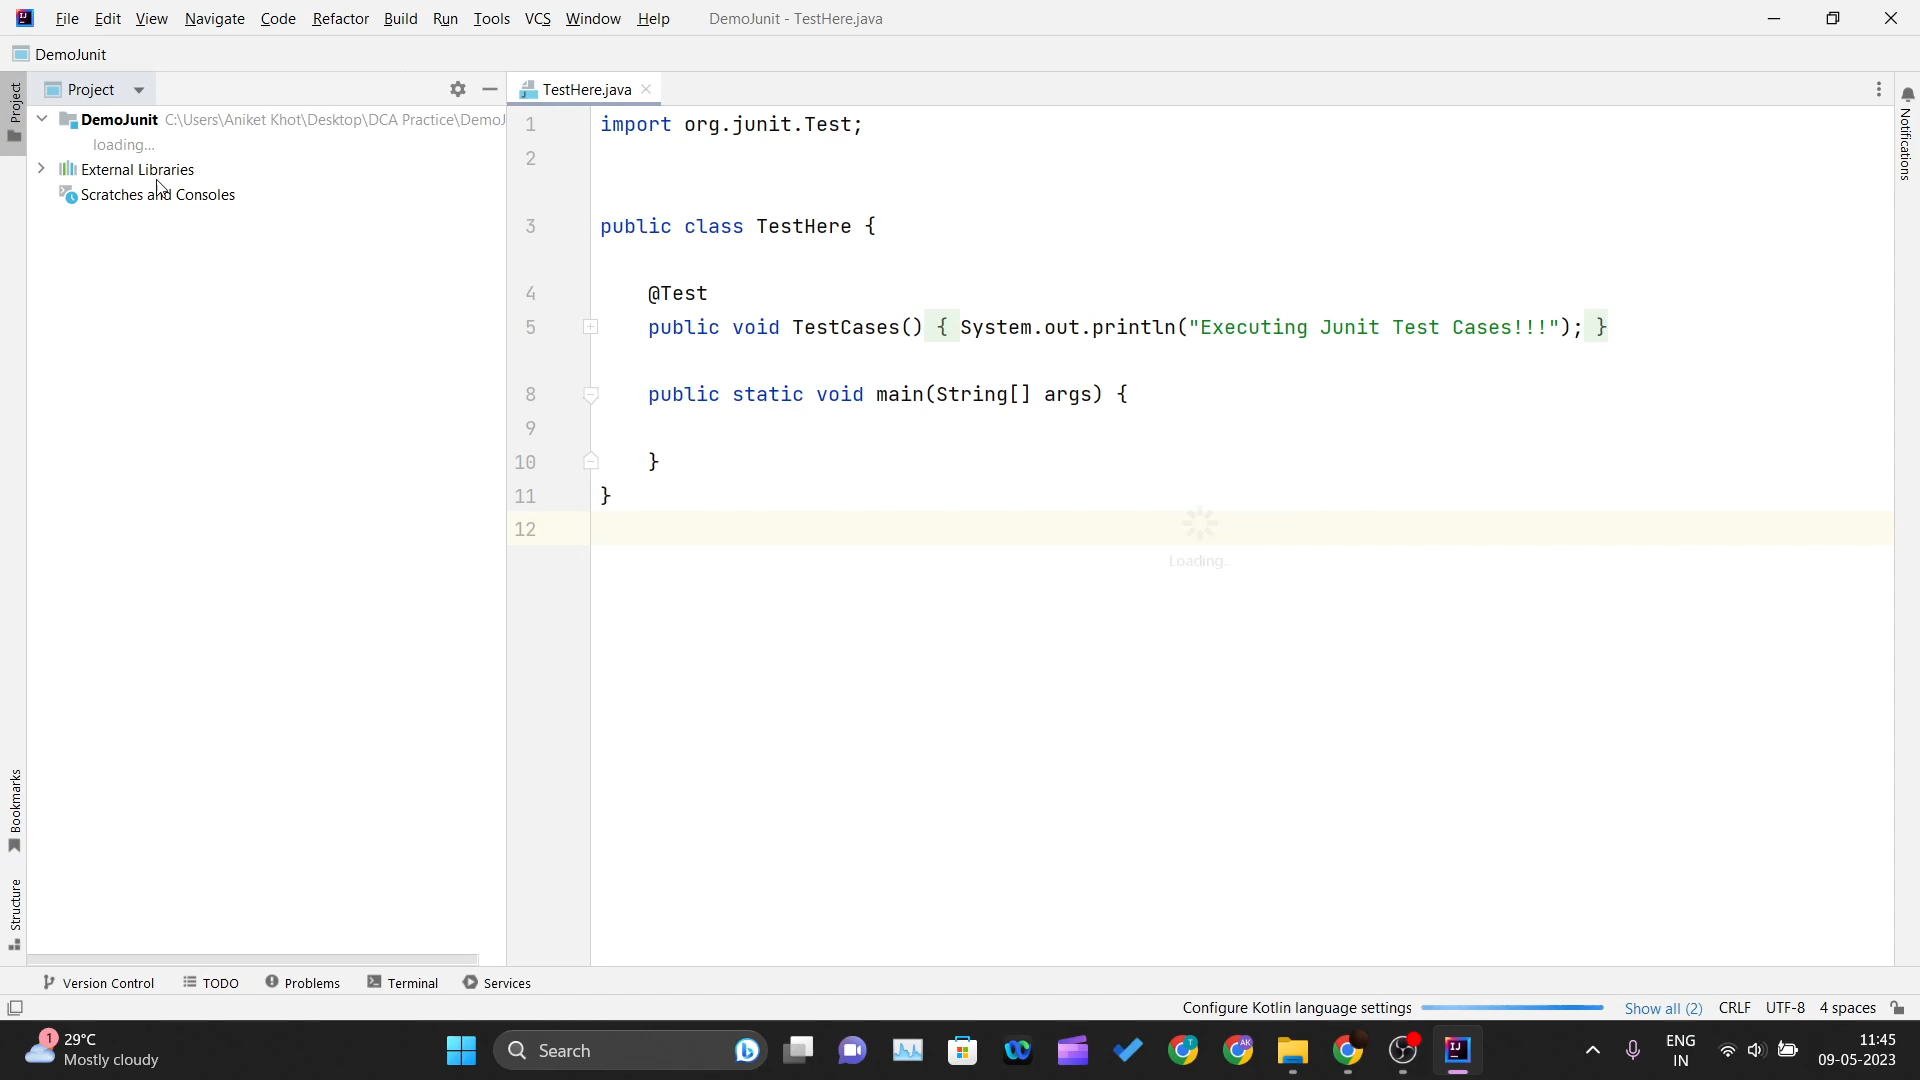 File Edit View Navigate Code Refactor Build Run Tools VCS Window Help DemoJunit - TestHere.java
DemoJunit
Project
Project
TestHere.java
DemoJunit C:\Users\Aniket Khot\Desktop\DCA Practice\DemoJ
loading...
External Libraries
Scratches and Consoles
1 import org.junit.Test;
2
3 public class TestHere {
4 @Test
5 public void TestCases() { System.out.println("Executing Junit Test Cases!!!"); }
8 public static void main(String[] args) {
9
10 }
11 }
12
Loading..
Notifications
Bookmarks
Structure
Version Control TODO Problems Terminal Services
Configure Kotlin language settings Show all (2) CRLF UTF-8 4 spaces
1 29°C
Mostly cloudy
Search
T
AK
IJ
ENG
IN
11:45
09-05-2023